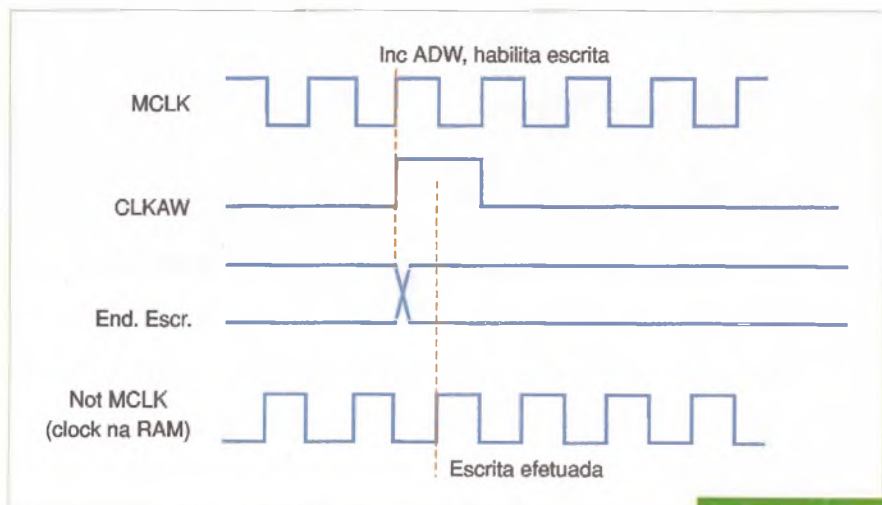 Inc ADW, habilita escrita
MCLK
CLKAW
End. Escr.
Not MCLK
(clock na RAM)
Escrita efetuada